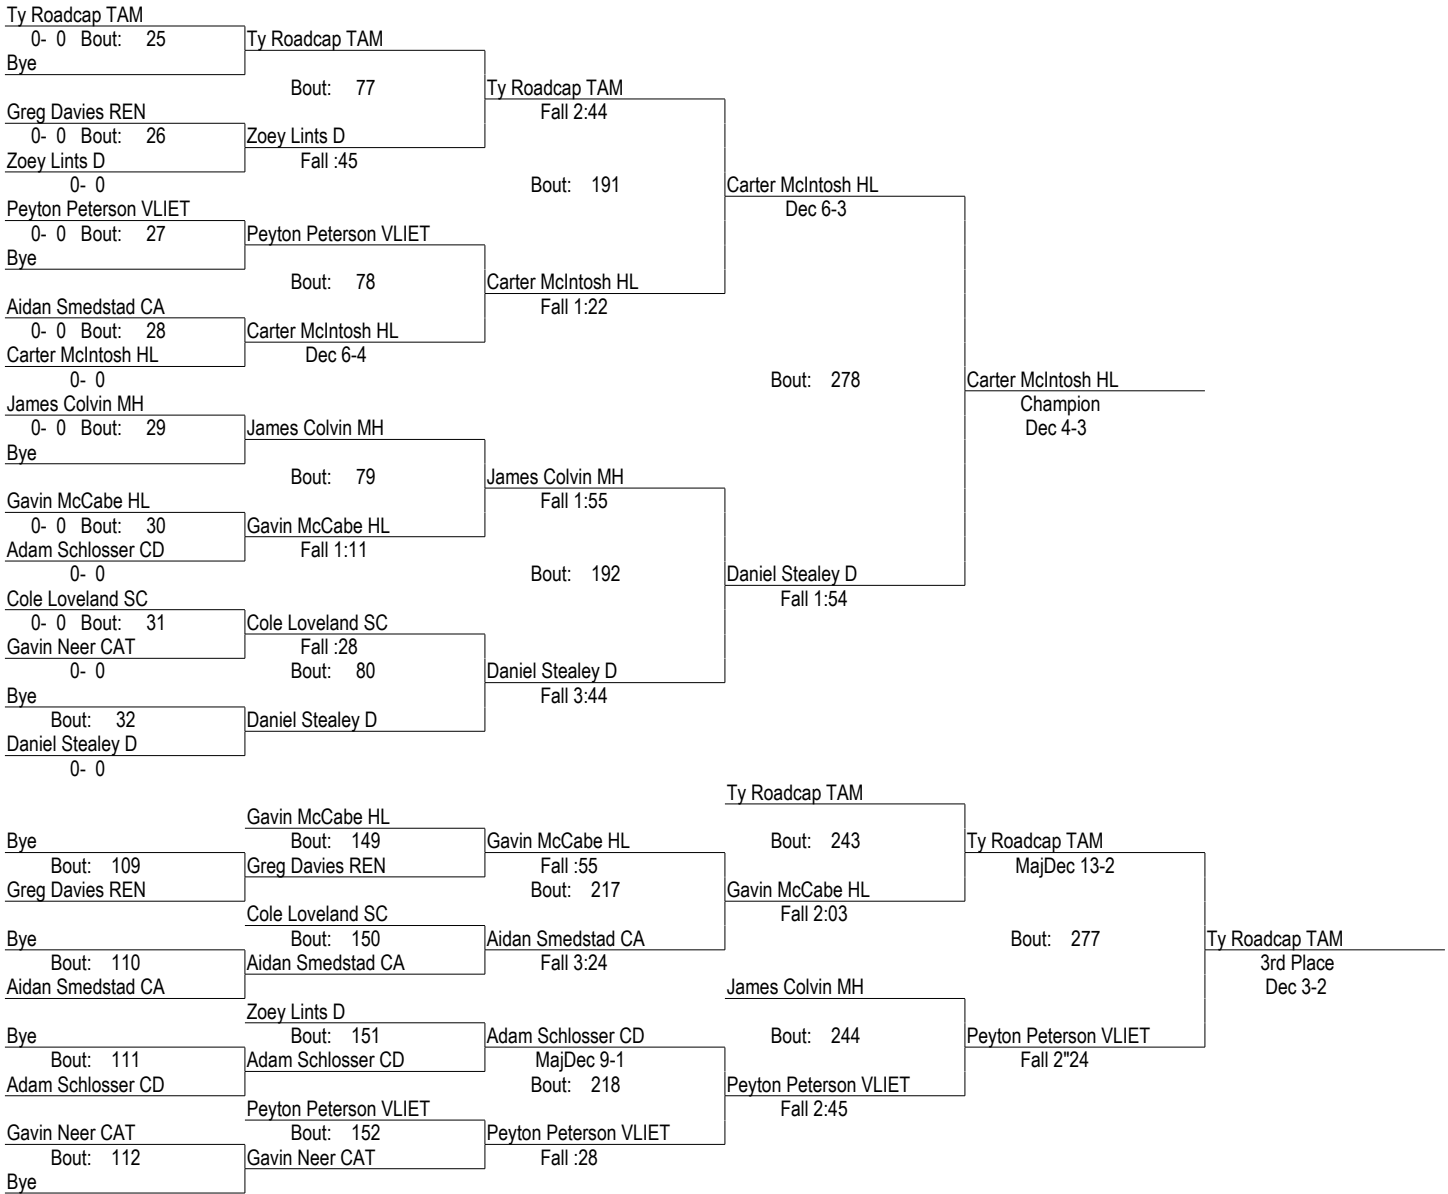 Ty Roadcap TAM
0- 0 Bout: 25
Bye
Ty Roadcap TAM
Bout: 77
Greg Davies REN
0- 0 Bout: 26
Zoey Lints D
0- 0
Zoey Lints D
Fall :45
Ty Roadcap TAM
Fall 2:44
Bout: 191
Peyton Peterson VLIET
0- 0 Bout: 27
Bye
Peyton Peterson VLIET
Bout: 78
Aidan Smedstad CA
0- 0 Bout: 28
Carter McIntosh HL
0- 0
Carter McIntosh HL
Dec 6-4
Carter McIntosh HL
Fall 1:22
Carter McIntosh HL
Dec 6-3
Bout: 278
James Colvin MH
0- 0 Bout: 29
Bye
James Colvin MH
Bout: 79
Gavin McCabe HL
0- 0 Bout: 30
Adam Schlosser CD
0- 0
Gavin McCabe HL
Fall 1:11
James Colvin MH
Fall 1:55
Bout: 192
Cole Loveland SC
0- 0 Bout: 31
Gavin Neer CAT
0- 0
Cole Loveland SC
Fall :28
Bout: 80
Bye
Bout: 32
Daniel Stealey D
0- 0
Daniel Stealey D
Daniel Stealey D
Fall 3:44
Daniel Stealey D
Fall 1:54
Carter McIntosh HL
Champion
Dec 4-3
Bye
Bout: 109
Greg Davies REN
Gavin McCabe HL
Bout: 149
Greg Davies REN
Gavin McCabe HL
Fall :55
Bout: 217
Bye
Bout: 110
Aidan Smedstad CA
Cole Loveland SC
Bout: 150
Aidan Smedstad CA
Aidan Smedstad CA
Fall 3:24
Ty Roadcap TAM
Bout: 243
Gavin McCabe HL
Fall 2:03
Ty Roadcap TAM
MajDec 13-2
Bout: 277
Bye
Bout: 111
Adam Schlosser CD
Zoey Lints D
Bout: 151
Adam Schlosser CD
Adam Schlosser CD
MajDec 9-1
Bout: 218
Gavin Neer CAT
Bout: 112
Bye
Peyton Peterson VLIET
Bout: 152
Gavin Neer CAT
Peyton Peterson VLIET
Fall :28
James Colvin MH
Bout: 244
Peyton Peterson VLIET
Fall 2:45
Peyton Peterson VLIET
Fall 2"24
Ty Roadcap TAM
3rd Place
Dec 3-2